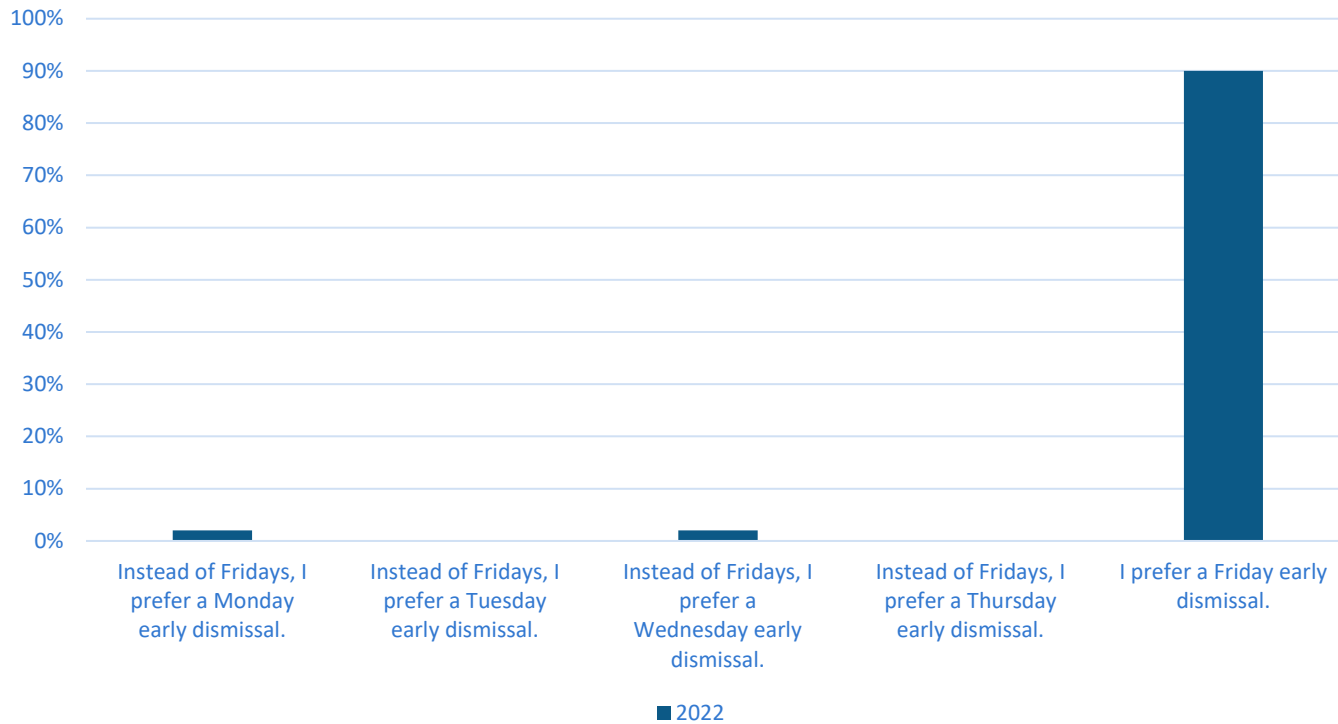 100%
90%
80%
70%
60%
50%
40%
30%
20%
10%
0%
Instead of Fridays, I
prefer a Monday
early dismissal.
Instead of Fridays, I
prefer a Tuesday
early dismissal.
Instead of Fridays, I
prefer a
Wednesday early
dismissal.
Instead of Fridays, I
prefer a Thursday
early dismissal.
I prefer a Friday early
dismissal.
2022